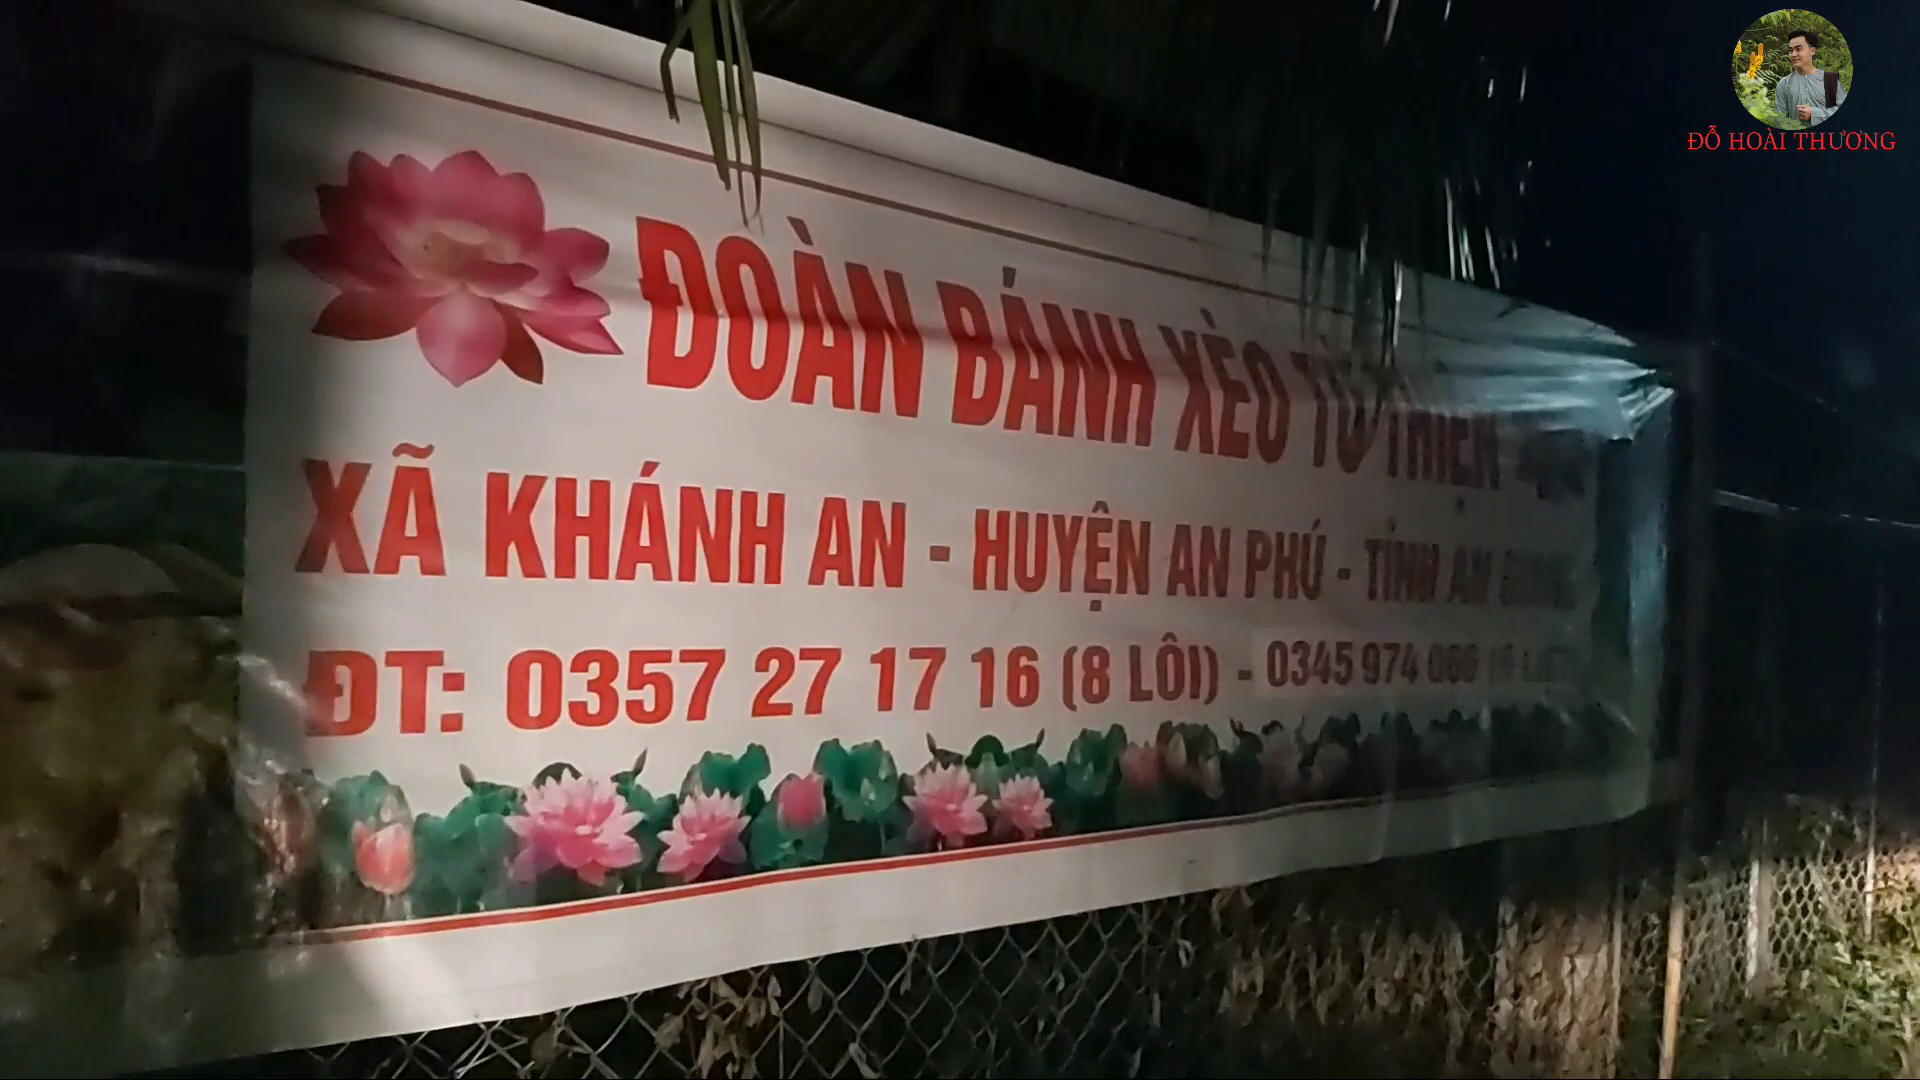 ĐỖ HOÀI THƯƠNG
ĐOÀN BÁNH XÈO TỪ THIỆN
XÃ KHÁNH AN - HUYỆN AN PHÚ - TỈNH AN GIANG
ĐT: 0357 27 17 16 (8 LÔI) - 0345 974 066